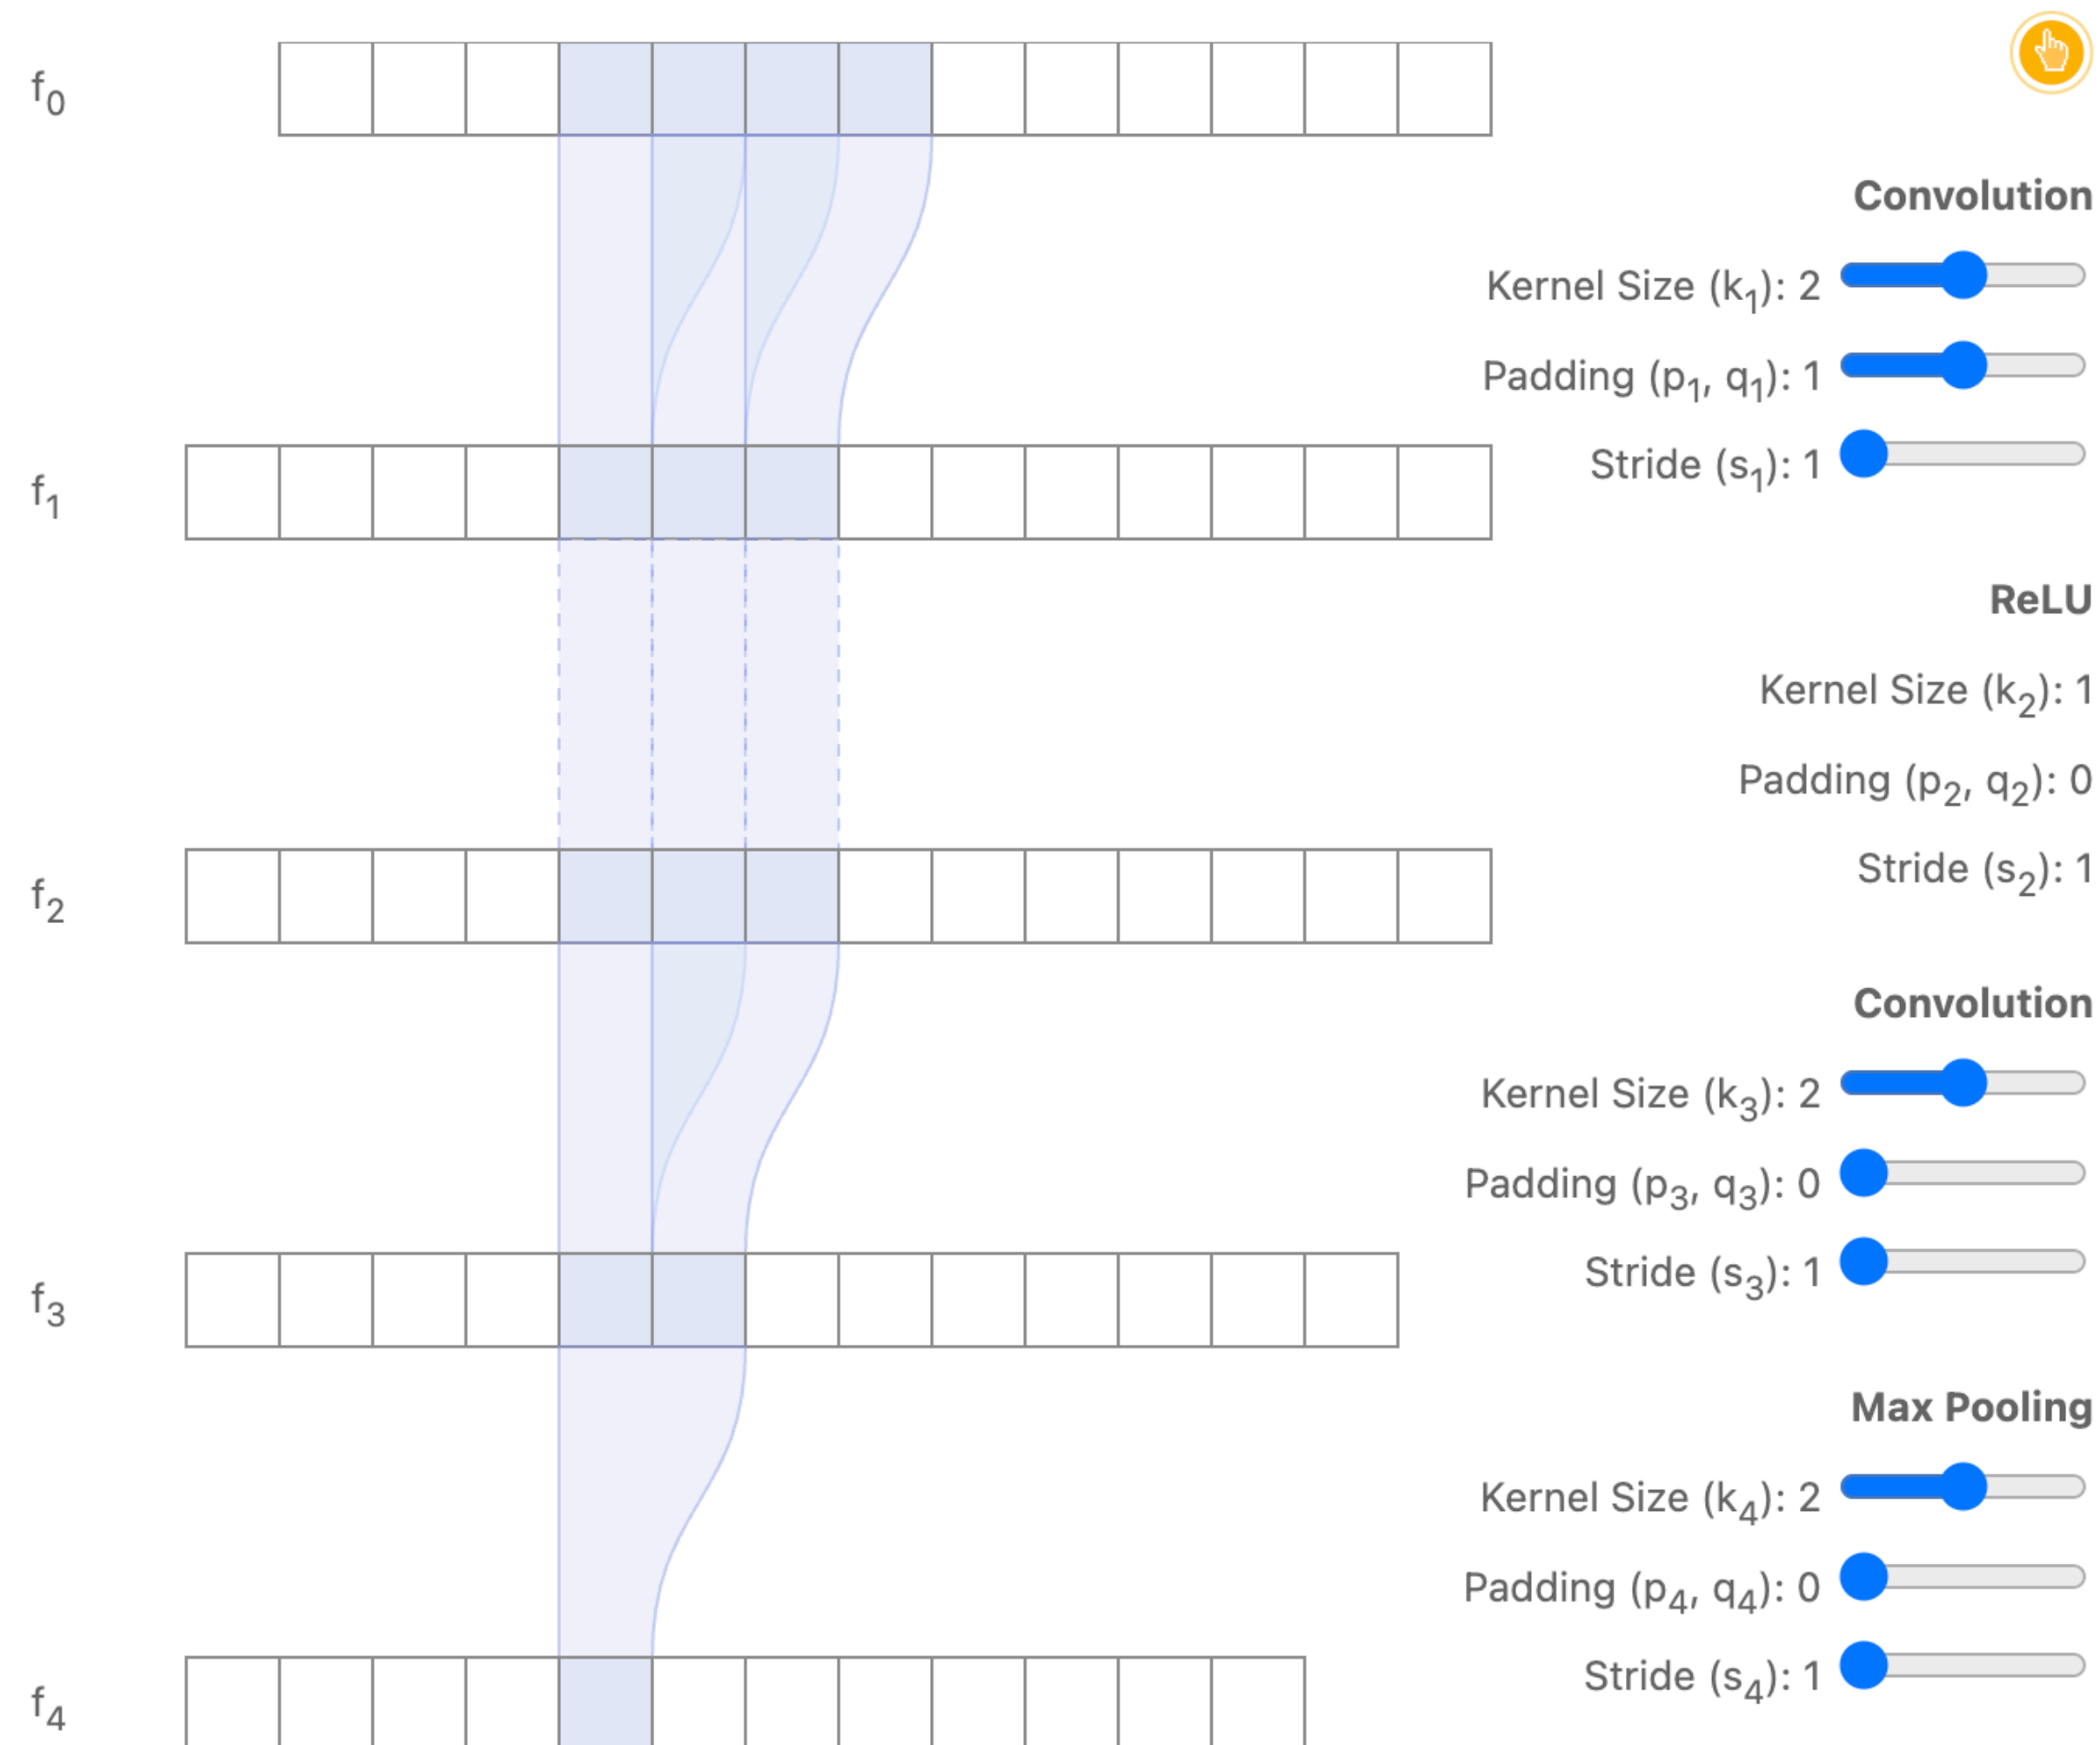 f₀
Convolution
Kernel Size (k₁): 2
Padding (p₁, q₁): 1
Stride (s₁): 1
f₁
ReLU
Kernel Size (k₂): 1
Padding (p₂, q₂): 0
Stride (s₂): 1
f₂
Convolution
Kernel Size (k₃): 2
Padding (p₃, q₃): 0
Stride (s₃): 1
f₃
Max Pooling
Kernel Size (k₄): 2
Padding (p₄, q₄): 0
Stride (s₄): 1
f₄